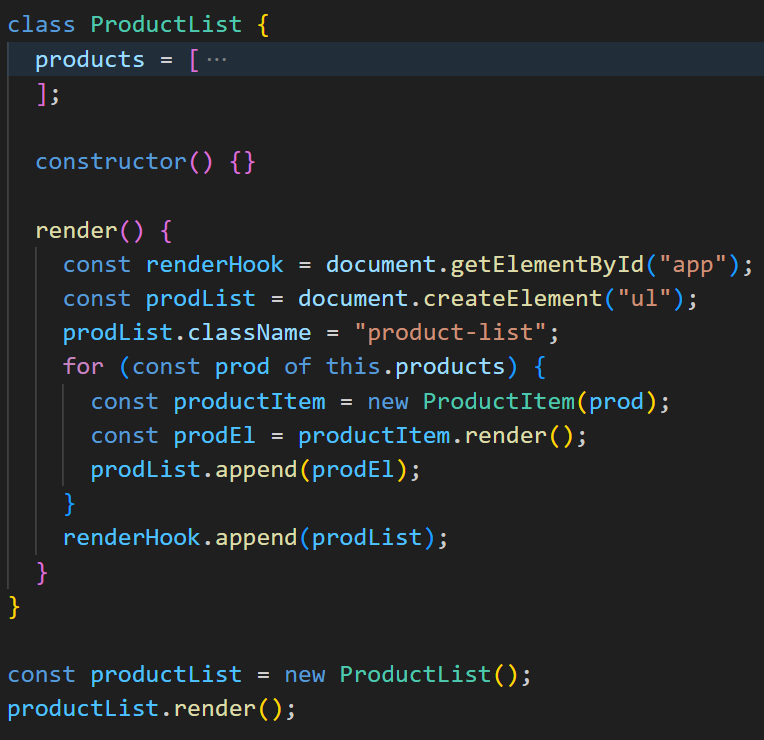 class ProductList {
  products = [ ···
  ];

  constructor() {}

  render() {
    const renderHook = document.getElementById("app");
    const prodList = document.createElement("ul");
    prodList.className = "product-list";
    for (const prod of this.products) {
      const productItem = new ProductItem(prod);
      const prodEl = productItem.render();
      prodList.append(prodEl);
    }
    renderHook.append(prodList);
  }
}

const productList = new ProductList();
productList.render();